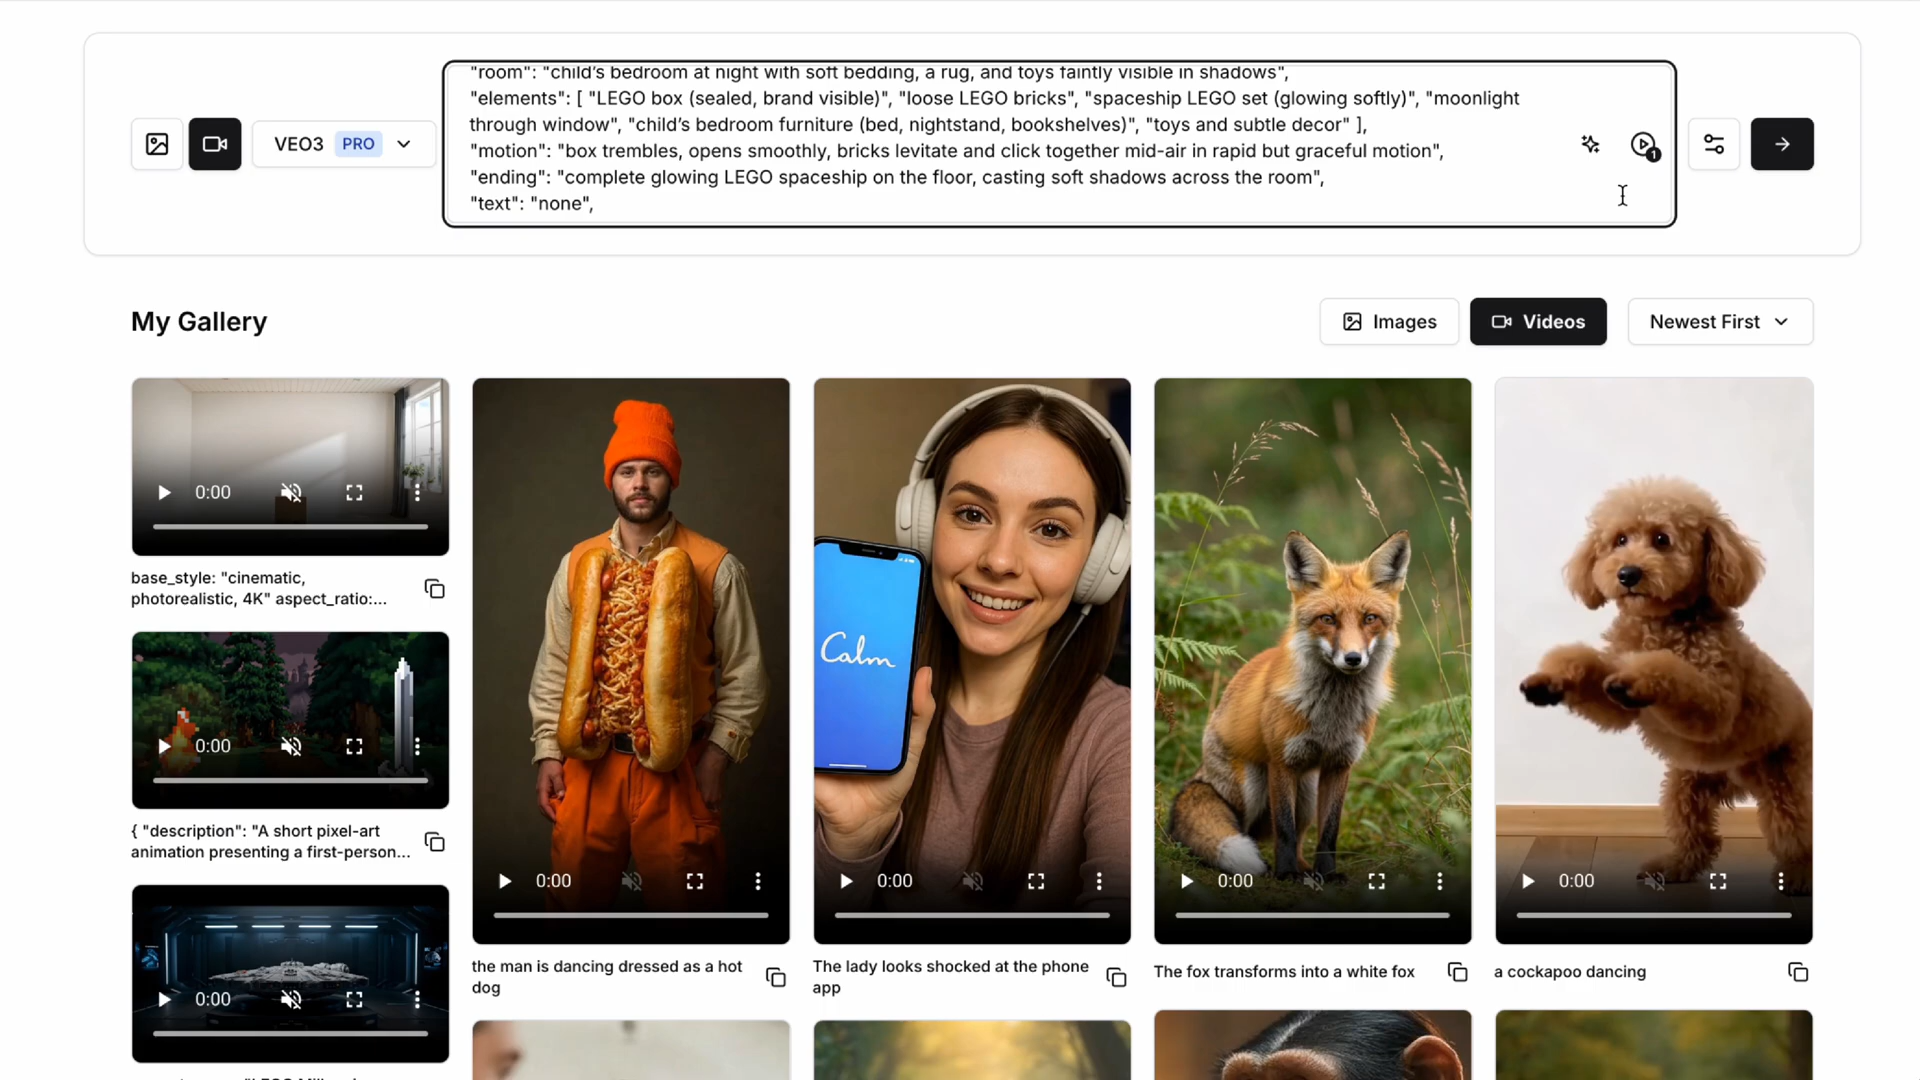 "room": "child's bedroom at night with soft bedding, a rug, and toys faintly visible in shadows",
"elements": [ "LEGO box (sealed, brand visible)", "loose LEGO bricks", "spaceship LEGO set (glowing softly)", "moonlight
through window", "child's bedroom furniture (bed, nightstand, bookshelves)", "toys and subtle decor" ],
"motion": "box trembles, opens smoothly, bricks levitate and click together mid-air in rapid but graceful motion",
"ending": "complete glowing LEGO spaceship on the floor, casting soft shadows across the room",
"text": "none",
VEO3 PRO
1
My Gallery
Images
Videos
Newest First
0:00
base_style: "cinematic,
photorealistic, 4K" aspect_ratio:...
0:00
{ "description": "A short pixel-art
animation presenting a first-person...
0:00
0:00
the man is dancing dressed as a hot
dog
Calm
0:00
The lady looks shocked at the phone
app
0:00
The fox transforms into a white fox
0:00
a cockapoo dancing